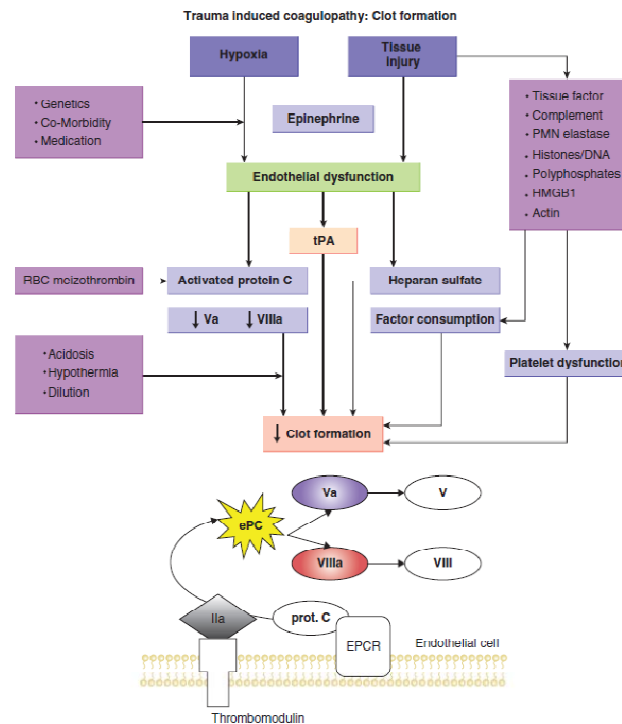 Trauma induced coagulopathy: Clot formation
Hypoxia
Tissue
injury
• Genetics
• Co-Morbidity
• Medication
Epinephrine
• Tissue factor
• Complement
• PMN elastase
• Histones/DNA
• Polyphosphates
• HMGB1
• Actin
Endothelial dysfunction
tPA
RBC meizothrombin
Activated protein C
Heparan sulfate
↓ Va ↓ VIIIa
Factor consumption
• Acidosis
• Hypothermia
• Dilution
Platelet dysfunction
↓ Clot formation
Va
V
ePC
VIIIa
VIII
IIa
prot. C
EPCR
Endothelial cell
Thrombomodulin